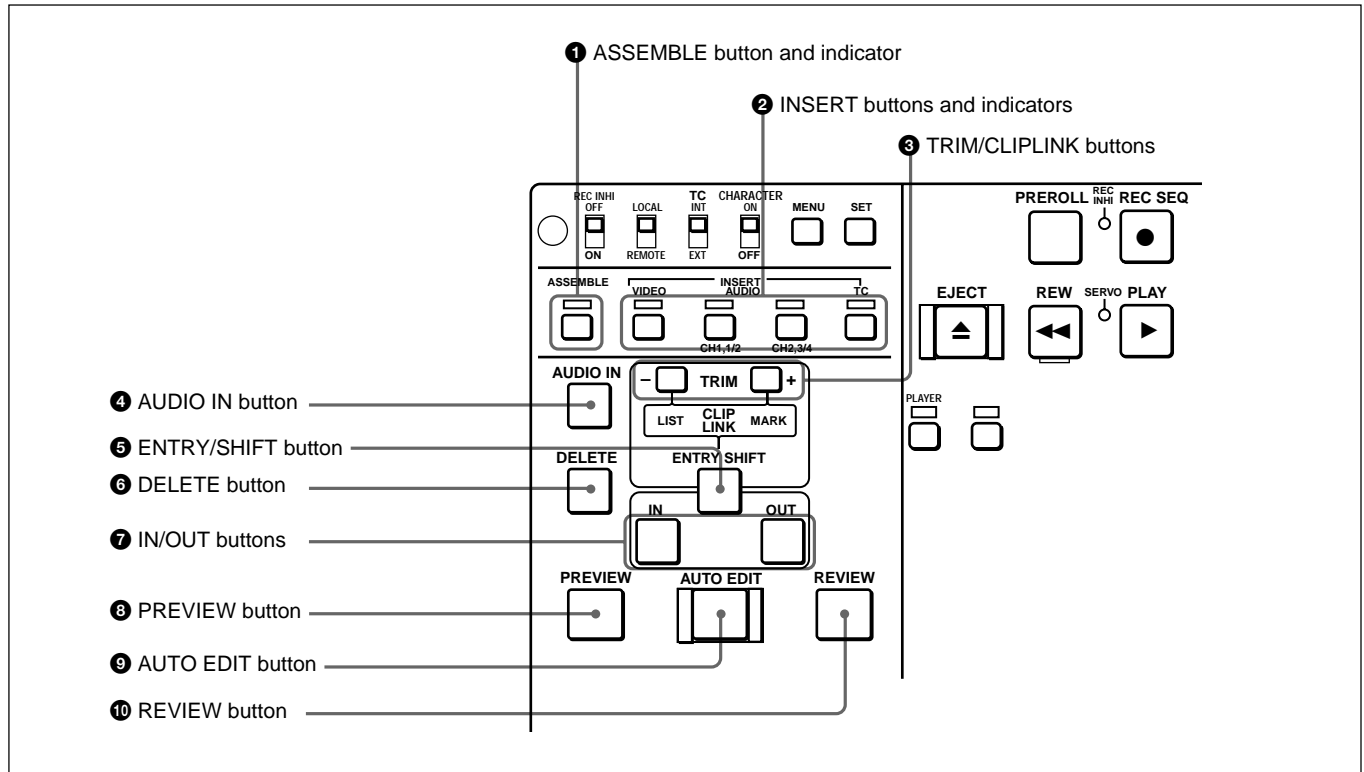 ❶ ASSEMBLE button and indicator
❷ INSERT buttons and indicators
❸ TRIM/CLIPLINK buttons
REC INHI
OFF
ON
LOCAL
REMOTE
TC
INT
EXT
CHARACTER
ON
OFF
MENU
SET
PREROLL
REC INHI
REC SEQ
ASSEMBLE
INSERT
VIDEO
AUDIO
TC
CH1,1/2
CH2,3/4
EJECT
REW
SERVO
PLAY
AUDIO IN
– TRIM +
LIST
CLIP LINK
MARK
PLAYER
❹ AUDIO IN button
❺ ENTRY/SHIFT button
DELETE
ENTRY SHIFT
❻ DELETE button
IN
OUT
❼ IN/OUT buttons
PREVIEW
AUTO EDIT
REVIEW
❽ PREVIEW button
❾ AUTO EDIT button
❿ REVIEW button